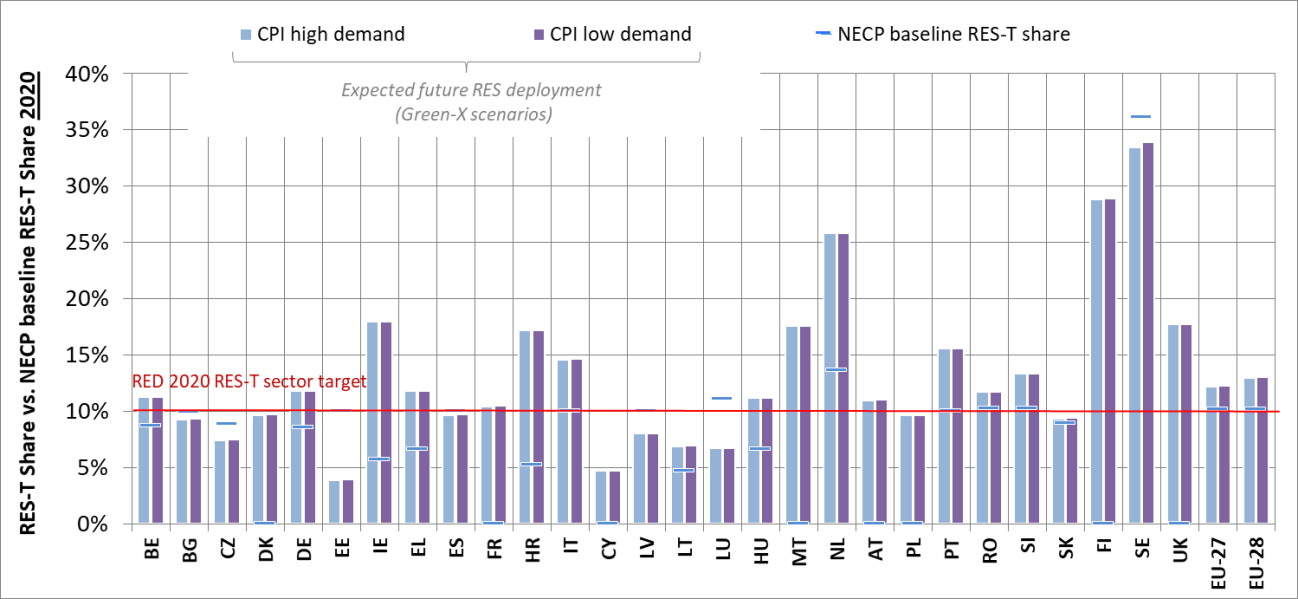 CPI high demand
CPI low demand
NECP baseline RES-T share
Expected future RES deployment
(Green-X scenarios)
RES-T Share vs. NECP baseline RES-T Share 2020
40%
35%
30%
25%
20%
15%
10%
5%
0%
RED 2020 RES-T sector target
BE
BG
CZ
DK
DE
EE
IE
EL
ES
FR
HR
IT
CY
LV
LT
LU
HU
MT
NL
AT
PL
PT
RO
SI
SK
FI
SE
UK
EU-27
EU-28